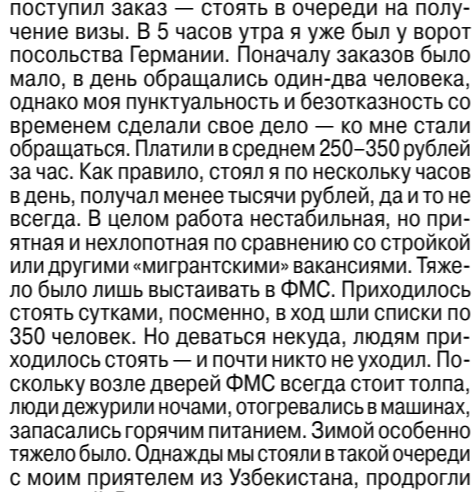 поступил заказ — стоять в очереди на полу-
чение визы. В 5 часов утра я уже был у ворот
посольства Германии. Поначалу заказов было
мало, в день обращались один-два человека,
однако моя пунктуальность и безотказность со
временем сделали свое дело — ко мне стали
обращаться. Платили в среднем 250–350 рублей
за час. Как правило, стоял я по нескольку часов
в день, получал менее тысячи рублей, да и то не
всегда. В целом работа нестабильная, но при-
ятная и нехлопотная по сравнению со стройкой
или другими «мигрантскими» вакансиями. Тяже-
ло было лишь выстаивать в ФМС. Приходилось
стоять сутками, посменно, в ход шли списки по
350 человек. Но деваться некуда, людям при-
ходилось стоять — и почти никто не уходил. По-
скольку возле дверей ФМС всегда стоит толпа,
люди дежурили ночами, отогревались в машинах,
запасались горячим питанием. Зимой особенно
тяжело было. Однажды мы стояли в такой очереди
с моим приятелем из Узбекистана, продрогли